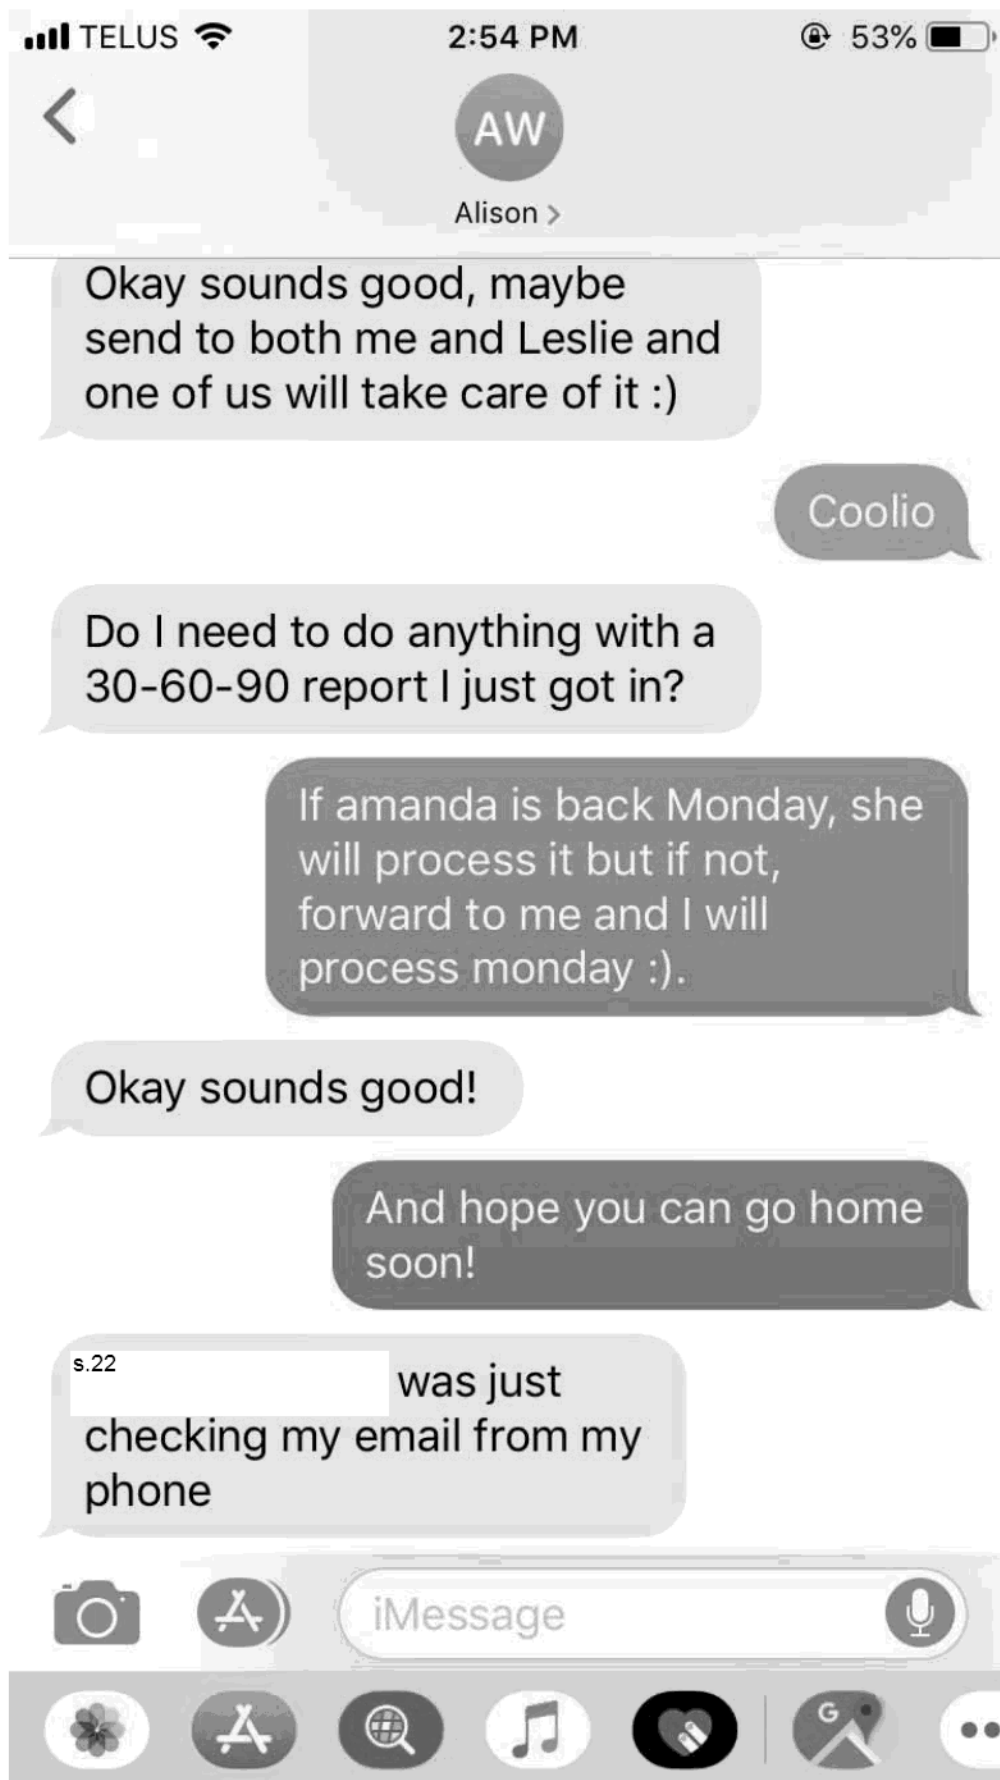 TELUS 2:54 PM 53%
AW
Alison >
Okay sounds good, maybe
send to both me and Leslie and
one of us will take care of it :)
Coolio
Do I need to do anything with a
30-60-90 report I just got in?
If amanda is back Monday, she
will process it but if not,
forward to me and I will
process monday :).
Okay sounds good!
And hope you can go home
soon!
s.22 was just
checking my email from my
phone
iMessage
G